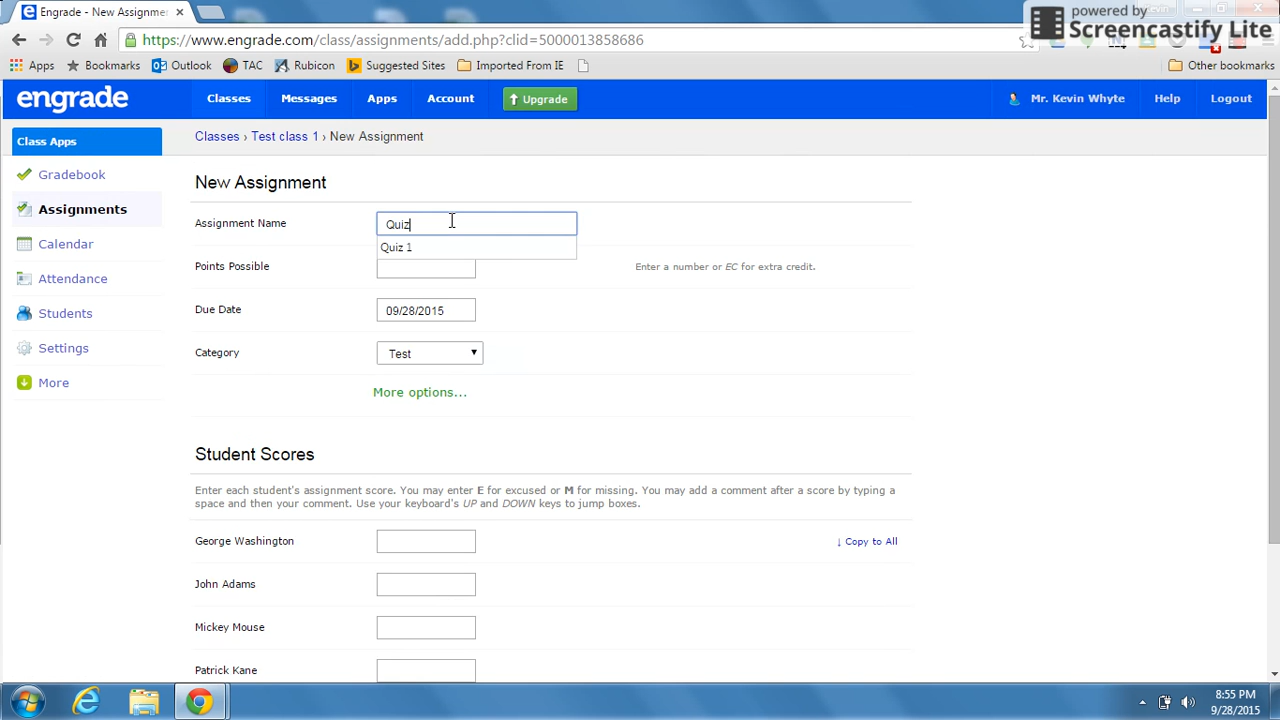 Engrade - New Assignme
powered by
Screencastify Lite
https://www.engrade.com/class/assignments/add.php?clid=5002013858686
Apps Bookmarks Outlook TAC Rubicon Suggested Sites Imported From IE Other bookmarks
engrade Classes Messages Apps Account Upgrade Mr. Kevin Whyte Help Logout
Class Apps
Classes › Test class 1 › New Assignment
Gradebook
Assignments
Calendar
Attendance
Students
Settings
More
New Assignment
Assignment Name Quiz
Quiz 1
Points Possible Enter a number or EC for extra credit.
Due Date 09/28/2015
Category Test
More options...
Student Scores
Enter each student's assignment score. You may enter E for excused or M for missing. You may add a comment after a score by typing a
space and then your comment. Use your keyboard's UP and DOWN keys to jump boxes.
George Washington ↓ Copy to All
John Adams
Mickey Mouse
Patrick Kane
8:55 PM
9/28/2015